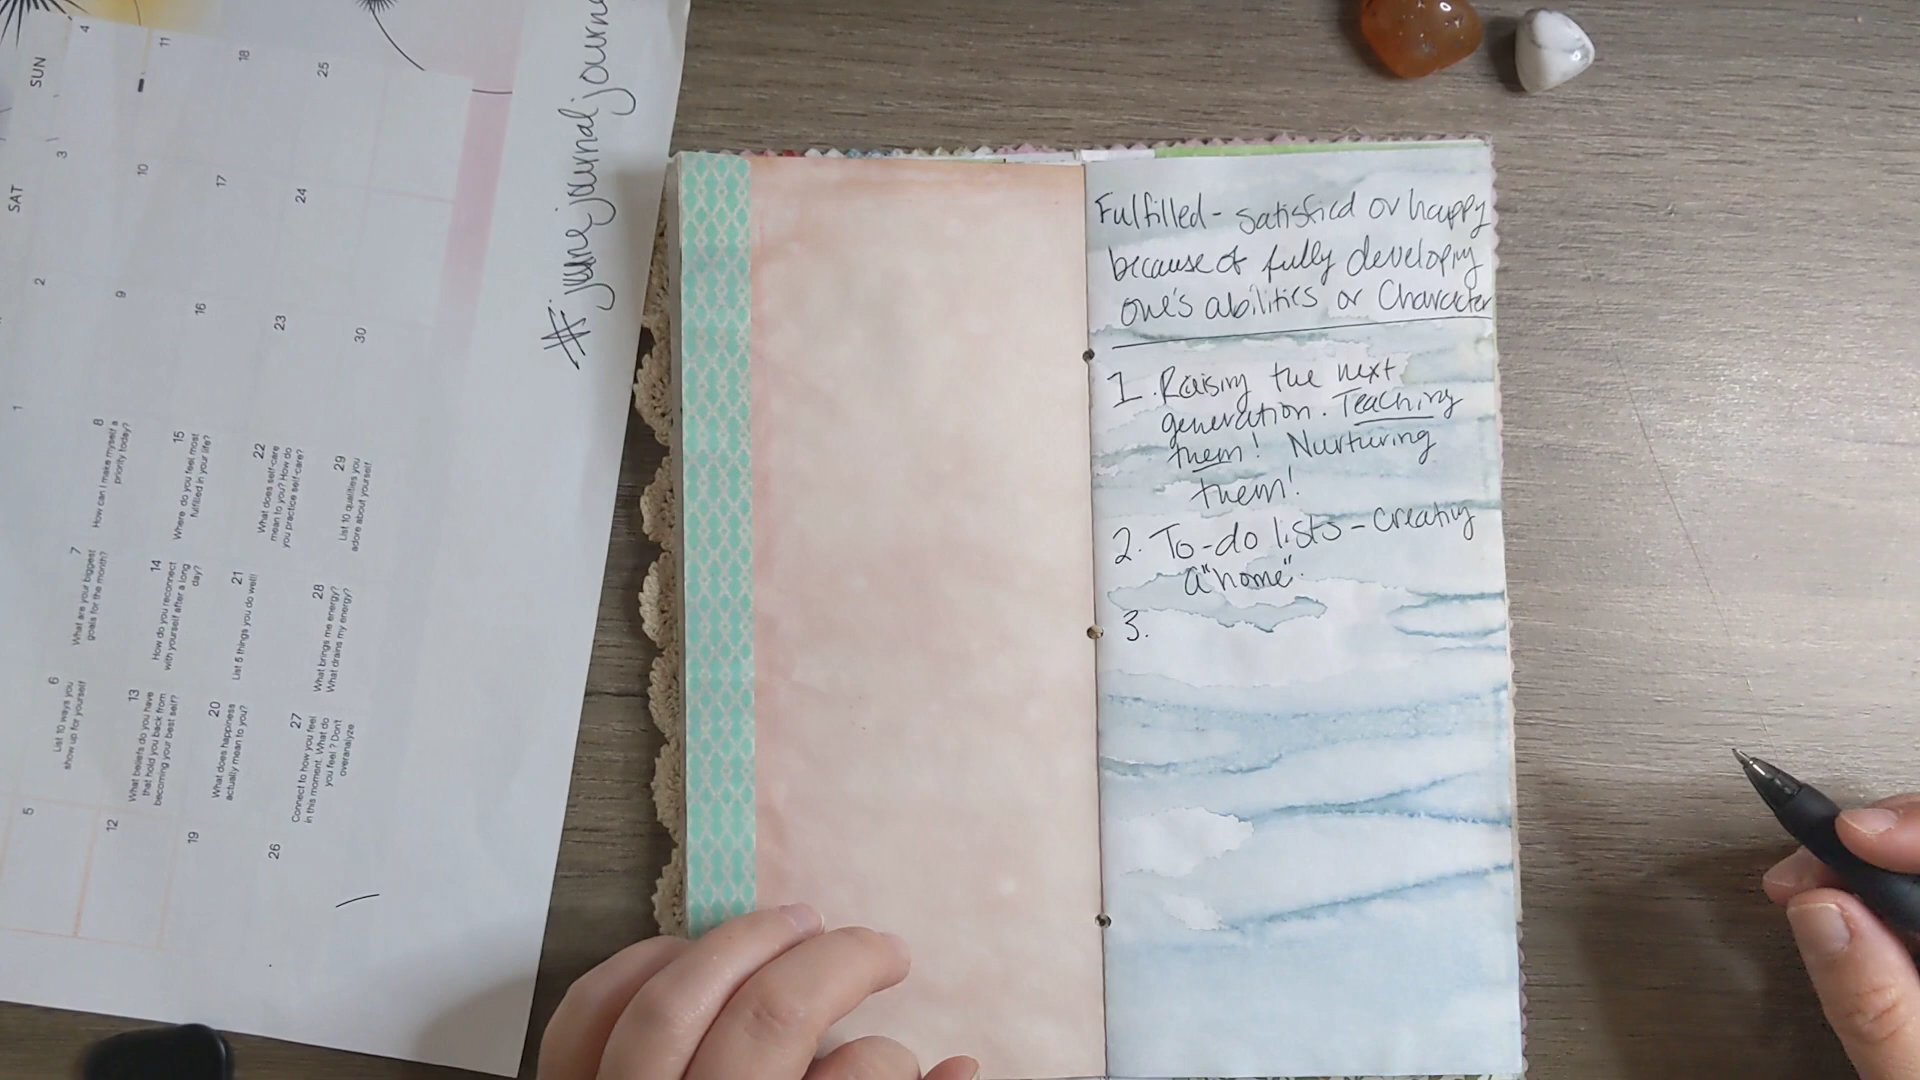 SUN
4
11
18
25
SAT
3
10
17
24
2
9
16
23
30
1
8
How can I make myself a
priority today?
15
Where do you feel most
fulfilled in your life?
22
What does self-care
mean to you? How do
you practice self-care?
29
List 10 qualities you
adore about yourself
7
What are your biggest
goals for the month?
14
How do you reconnect
with yourself after a long
day?
21
List 5 things you do well
28
What brings me energy?
What drains my energy?
6
List 10 ways you
show up for yourself
13
What beliefs do you have
that hold you back from
becoming your best self?
20
What does happiness
actually mean to you?
27
Connect to how you feel
in this moment. What do
you feel ? Don't
overanalyze
5
12
19
26
#junejournaljourne
Fulfilled - satisfied or happy
because of fully developing
one's abilities or Character
1. Raising the next
generation. Teaching
them! Nurturing
them!
2. To-do lists - Creating
a "home".
3.